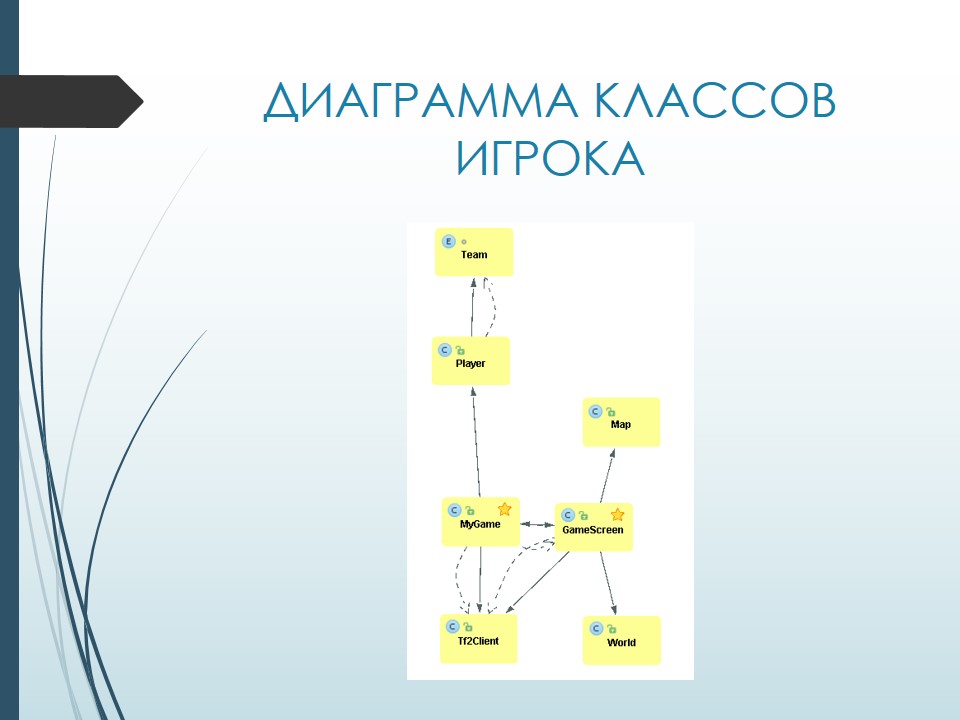 ДИАГРАММА КЛАССОВ
ИГРОКА
E
Team
C
Player
C
Map
C
MyGame
C
GameScreen
C
Tf2Client
C
World